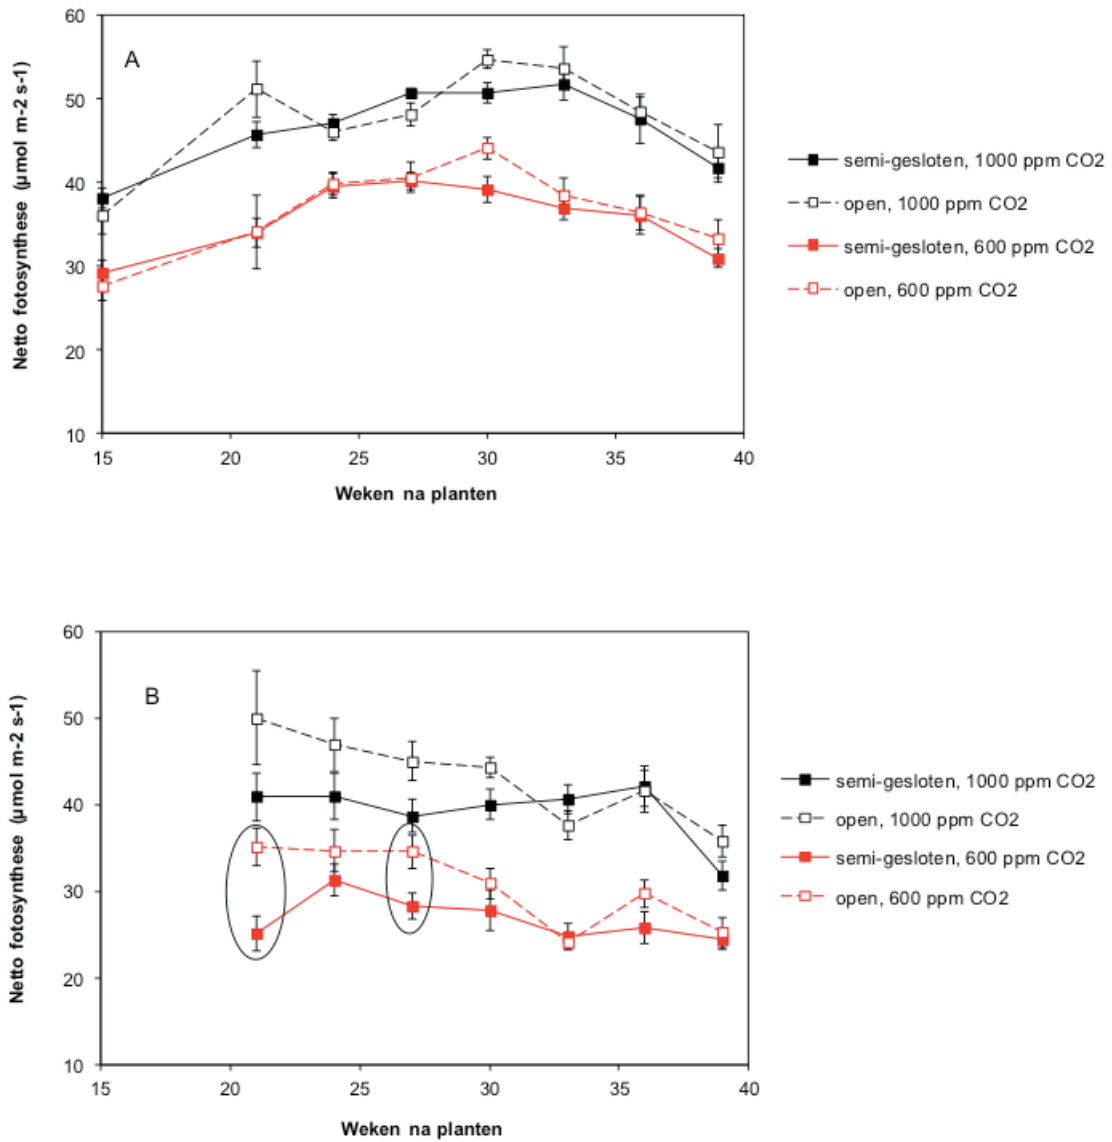 60
50
40
30
20
10
Netto fotosynthese (µmol m-2 s-1)
A
15 20 25 30 35 40
Weken na planten
semi-gesloten, 1000 ppm CO2
open, 1000 ppm CO2
semi-gesloten, 600 ppm CO2
open, 600 ppm CO2
60
50
40
30
20
10
Netto fotosynthese (µmol m-2 s-1)
B
15 20 25 30 35 40
Weken na planten
semi-gesloten, 1000 ppm CO2
open, 1000 ppm CO2
semi-gesloten, 600 ppm CO2
open, 600 ppm CO2